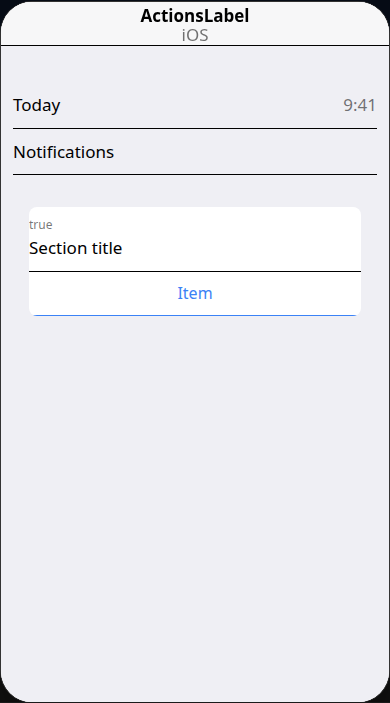 ActionsLabel
iOS
Today 9:41
Notifications
true
Section title
Item